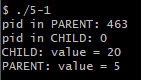 $ ./5-1
pid in PARENT: 463
pid in CHILD: 0
CHILD: value = 20
PARENT: value = 5